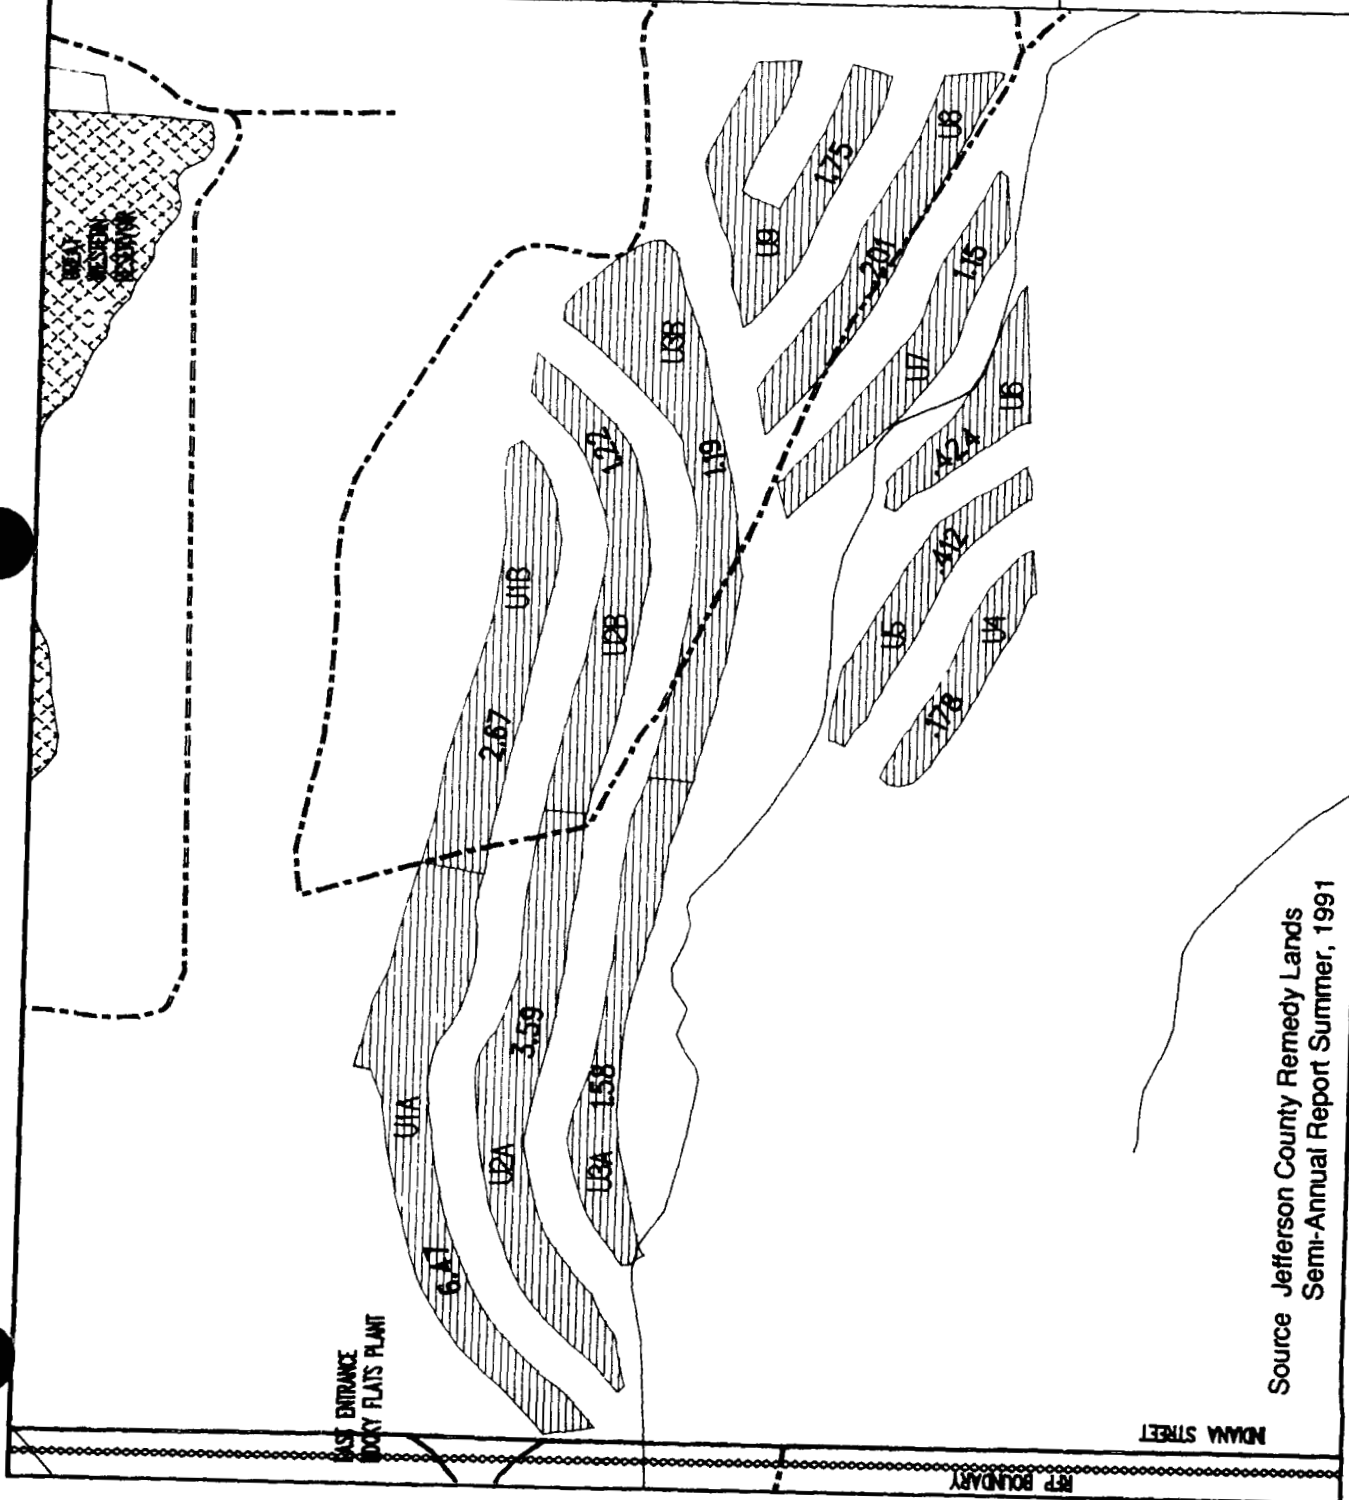 GREAT
WESTERN
RESERVOIR
U9
1.75
U8
2.01
U7
1.15
U6
.424
U5
.412
U4
.178
U3B
1.19
1.22
U2B
U1B
2.67
U1A
6.47
U2A
3.59
U3A
1.58
EAST ENTRANCE
ROCKY FLATS PLANT
INDIANA STREET
RFP BOUNDARY
Source Jefferson County Remedy Lands
Semi-Annual Report Summer, 1991